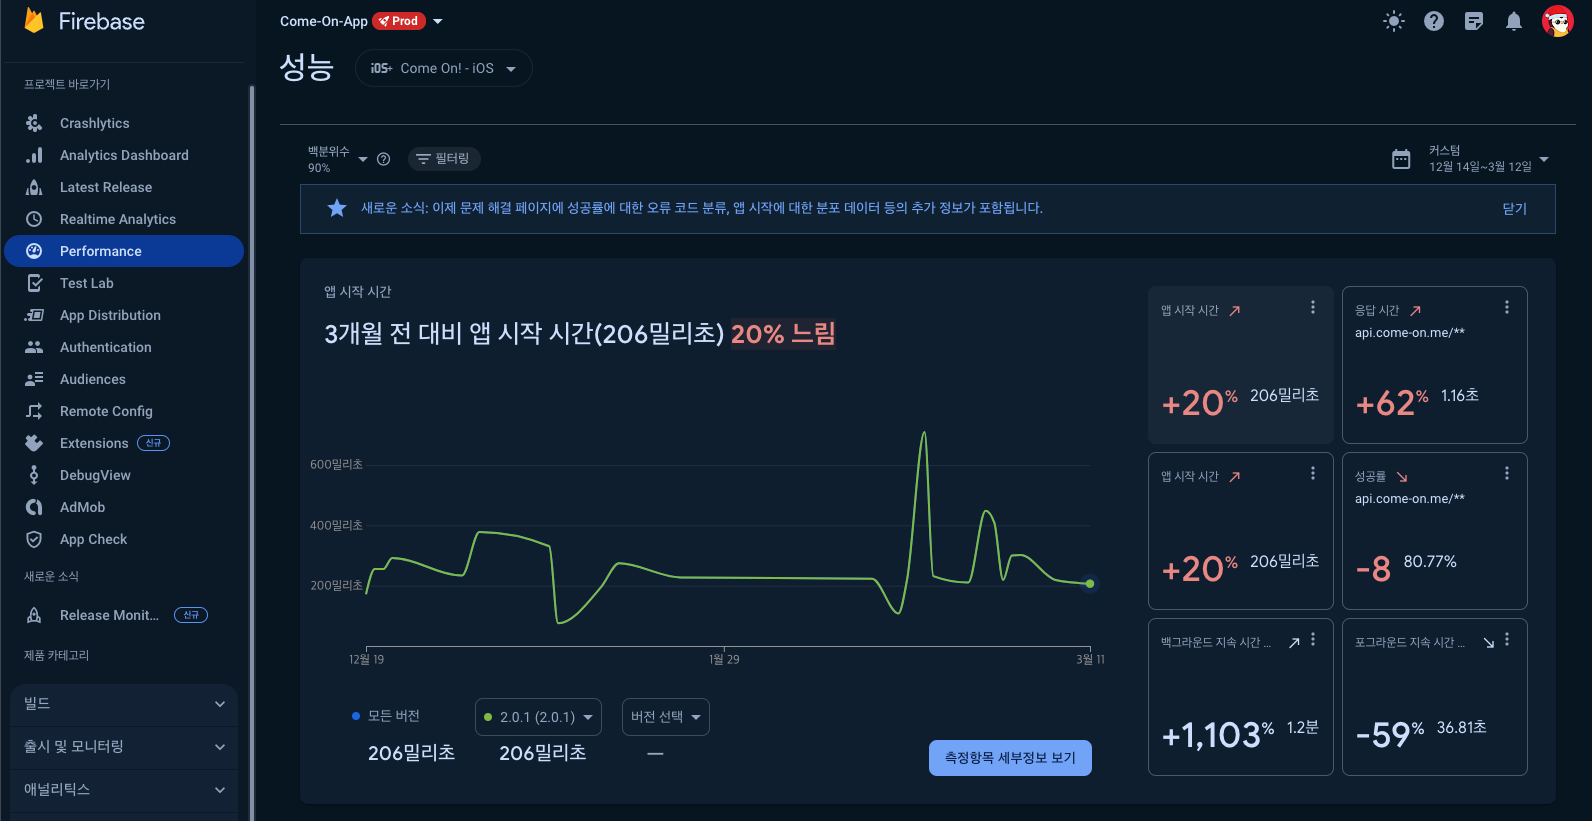 Firebase
프로젝트 바로가기
Crashlytics
Analytics Dashboard
Latest Release
Realtime Analytics
Performance
Test Lab
App Distribution
Authentication
Audiences
Remote Config
Extensions 신규
DebugView
AdMob
App Check
새로운 소식
Release Monit... 신규
제품 카테고리
빌드
출시 및 모니터링
애널리틱스
Come-On-App Prod
성능
iOS+ Come On! - iOS
백분위수
90%
필터링
커스텀
12월 14일~3월 12일
새로운 소식: 이제 문제 해결 페이지에 성공률에 대한 오류 코드 분류, 앱 시작에 대한 분포 데이터 등의 추가 정보가 포함됩니다.
닫기
앱 시작 시간
3개월 전 대비 앱 시작 시간(206밀리초) 20% 느림
600밀리초
400밀리초
200밀리초
12월 19
1월 29
3월 11
모든 버전
206밀리초
2.0.1 (2.0.1)
206밀리초
버전 선택
—
측정항목 세부정보 보기
앱 시작 시간
+20% 206밀리초
응답 시간
api.come-on.me/**
+62% 1.16초
앱 시작 시간
+20% 206밀리초
성공률
api.come-on.me/**
-8 80.77%
백그라운드 지속 시간 ...
+1,103% 1.2분
포그라운드 지속 시간 ...
-59% 36.81초